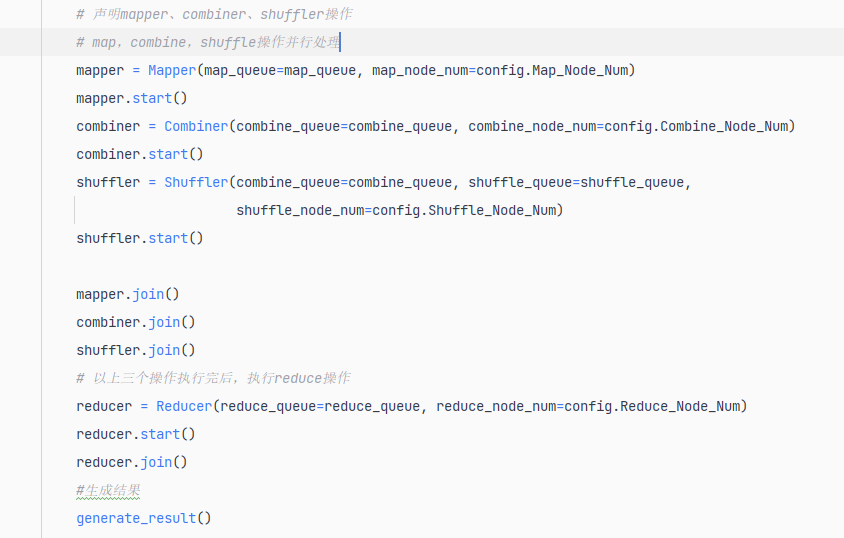 # 声明mapper、combiner、shuffler操作
# map，combine，shuffle操作并行处理
mapper = Mapper(map_queue=map_queue, map_node_num=config.Map_Node_Num)
mapper.start()
combiner = Combiner(combine_queue=combine_queue, combine_node_num=config.Combine_Node_Num)
combiner.start()
shuffler = Shuffler(combine_queue=combine_queue, shuffle_queue=shuffle_queue,
shuffle_node_num=config.Shuffle_Node_Num)
shuffler.start()
mapper.join()
combiner.join()
shuffler.join()
# 以上三个操作执行完后，执行reduce操作
reducer = Reducer(reduce_queue=reduce_queue, reduce_node_num=config.Reduce_Node_Num)
reducer.start()
reducer.join()
#生成结果
generate_result()